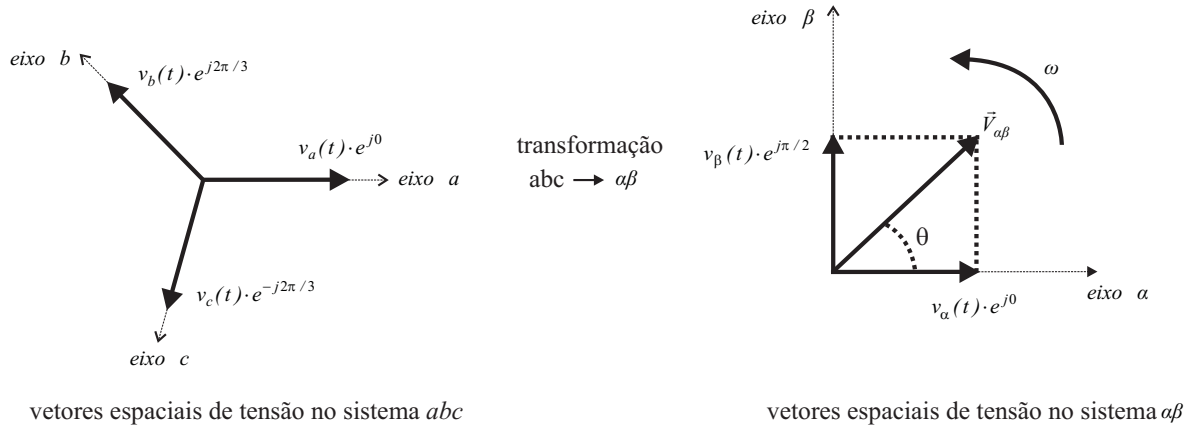 eixo b
v_b(t)·e^{j2π/3}
v_a(t)·e^{j0}
eixo a
v_c(t)·e^{-j2π/3}
eixo c
vetores espaciais de tensão no sistema abc
transformação
abc → αβ
eixo β
ω
V⃗_{αβ}
v_β(t)·e^{jπ/2}
θ
eixo α
v_α(t)·e^{j0}
vetores espaciais de tensão no sistema αβ